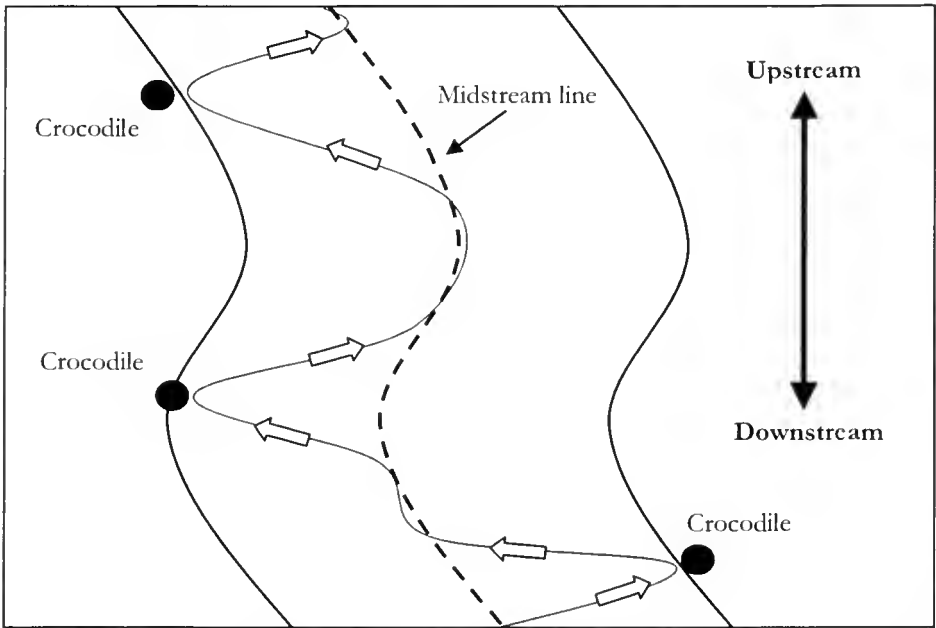 Upstream
Midstream line
Crocodile
Crocodile
Downstream
Crocodile